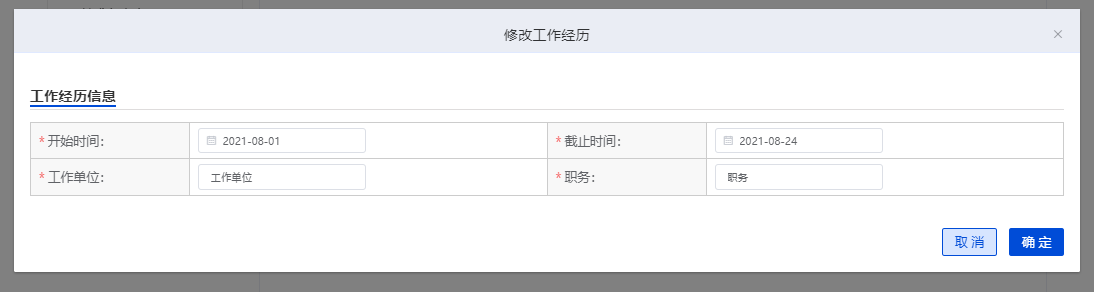 修改工作经历
工作经历信息
*开始时间: 2021-08-01 *截止时间: 2021-08-24
*工作单位: 工作单位 *职务: 职务
取消 确定